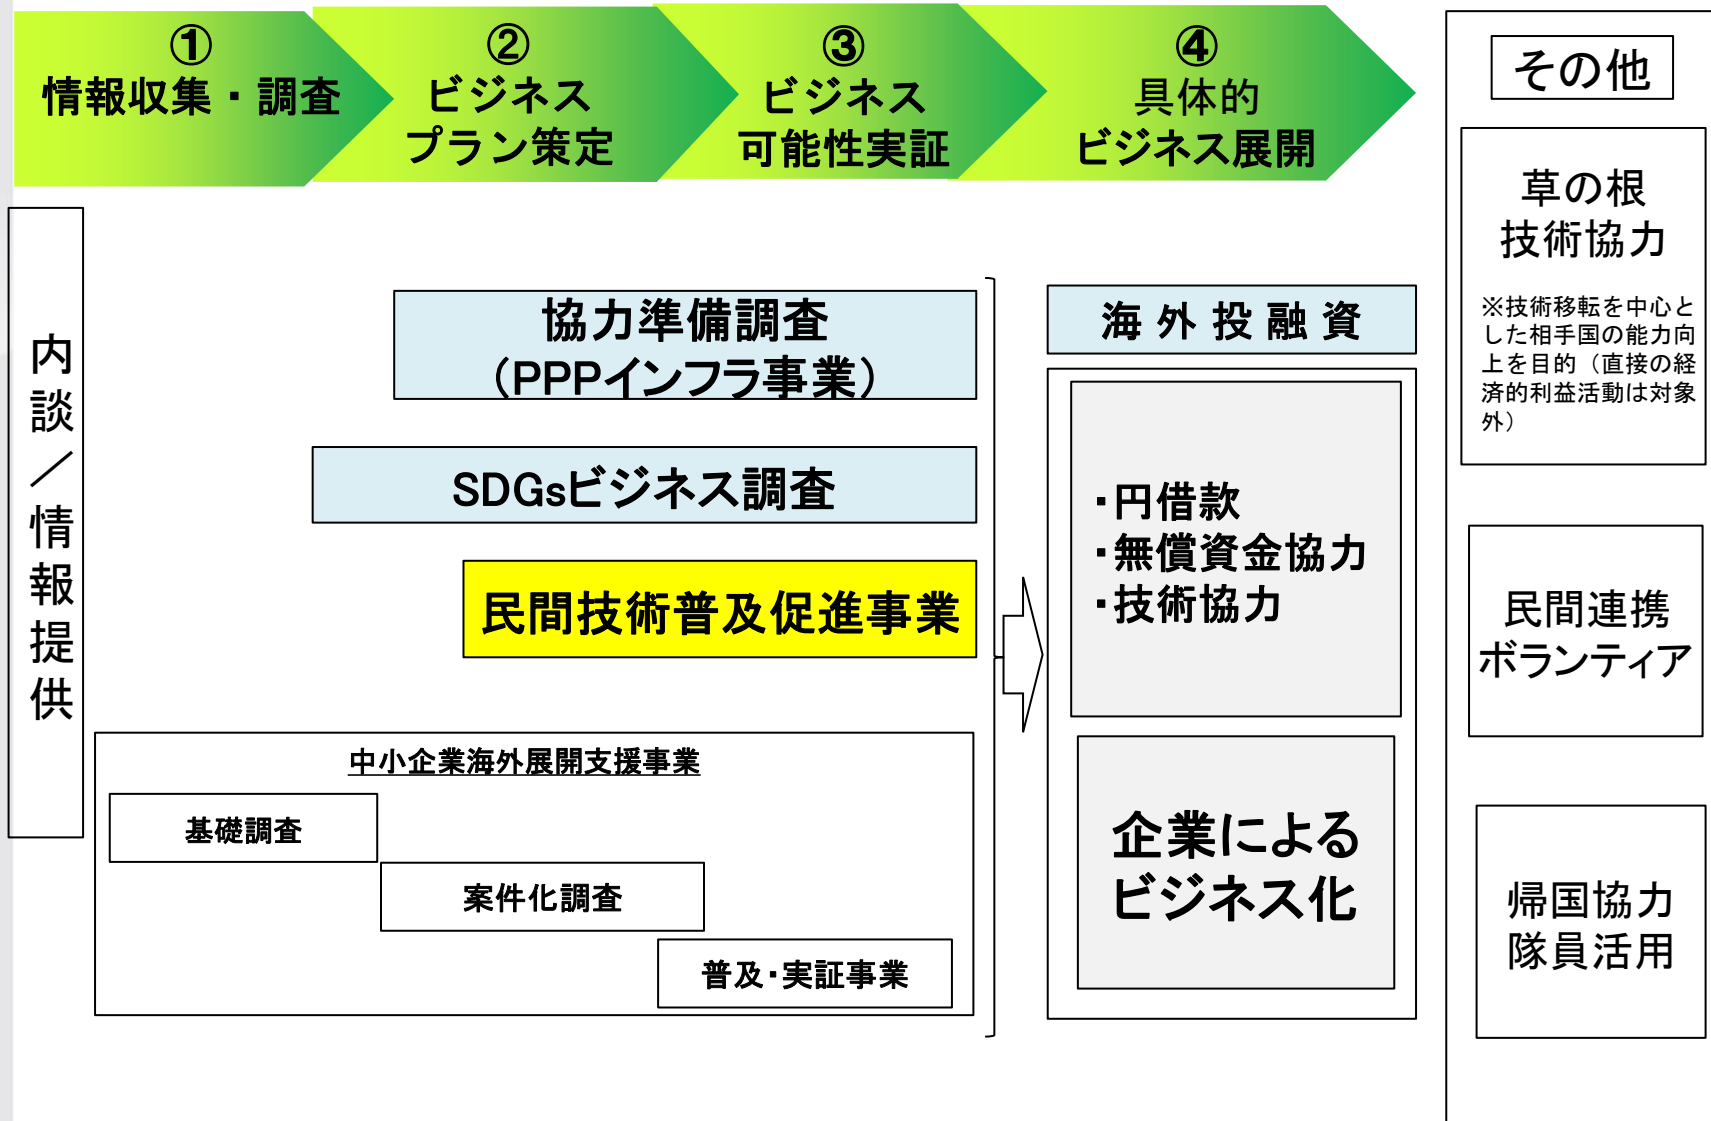 ①
情報収集・調査
②
ビジネス
プラン策定
③
ビジネス
可能性実証
④
具体的
ビジネス展開
内談／情報提供
協力準備調査
（PPPインフラ事業）
SDGsビジネス調査
民間技術普及促進事業
中小企業海外展開支援事業
基礎調査
案件化調査
普及・実証事業
海外投融資
・円借款
・無償資金協力
・技術協力
企業による
ビジネス化
その他
草の根
技術協力
※技術移転を中心と
した相手国の能力向
上を目的（直接の経
済的利益活動は対象
外）
民間連携
ボランティア
帰国協力
隊員活用